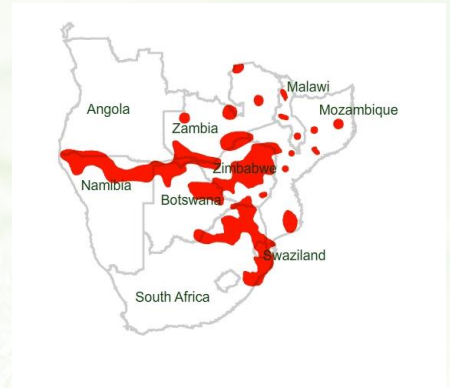 Malawi
Angola
Mozambique
Zambia
Zimbabwe
Namibia
Botswana
Swaziland
South Africa